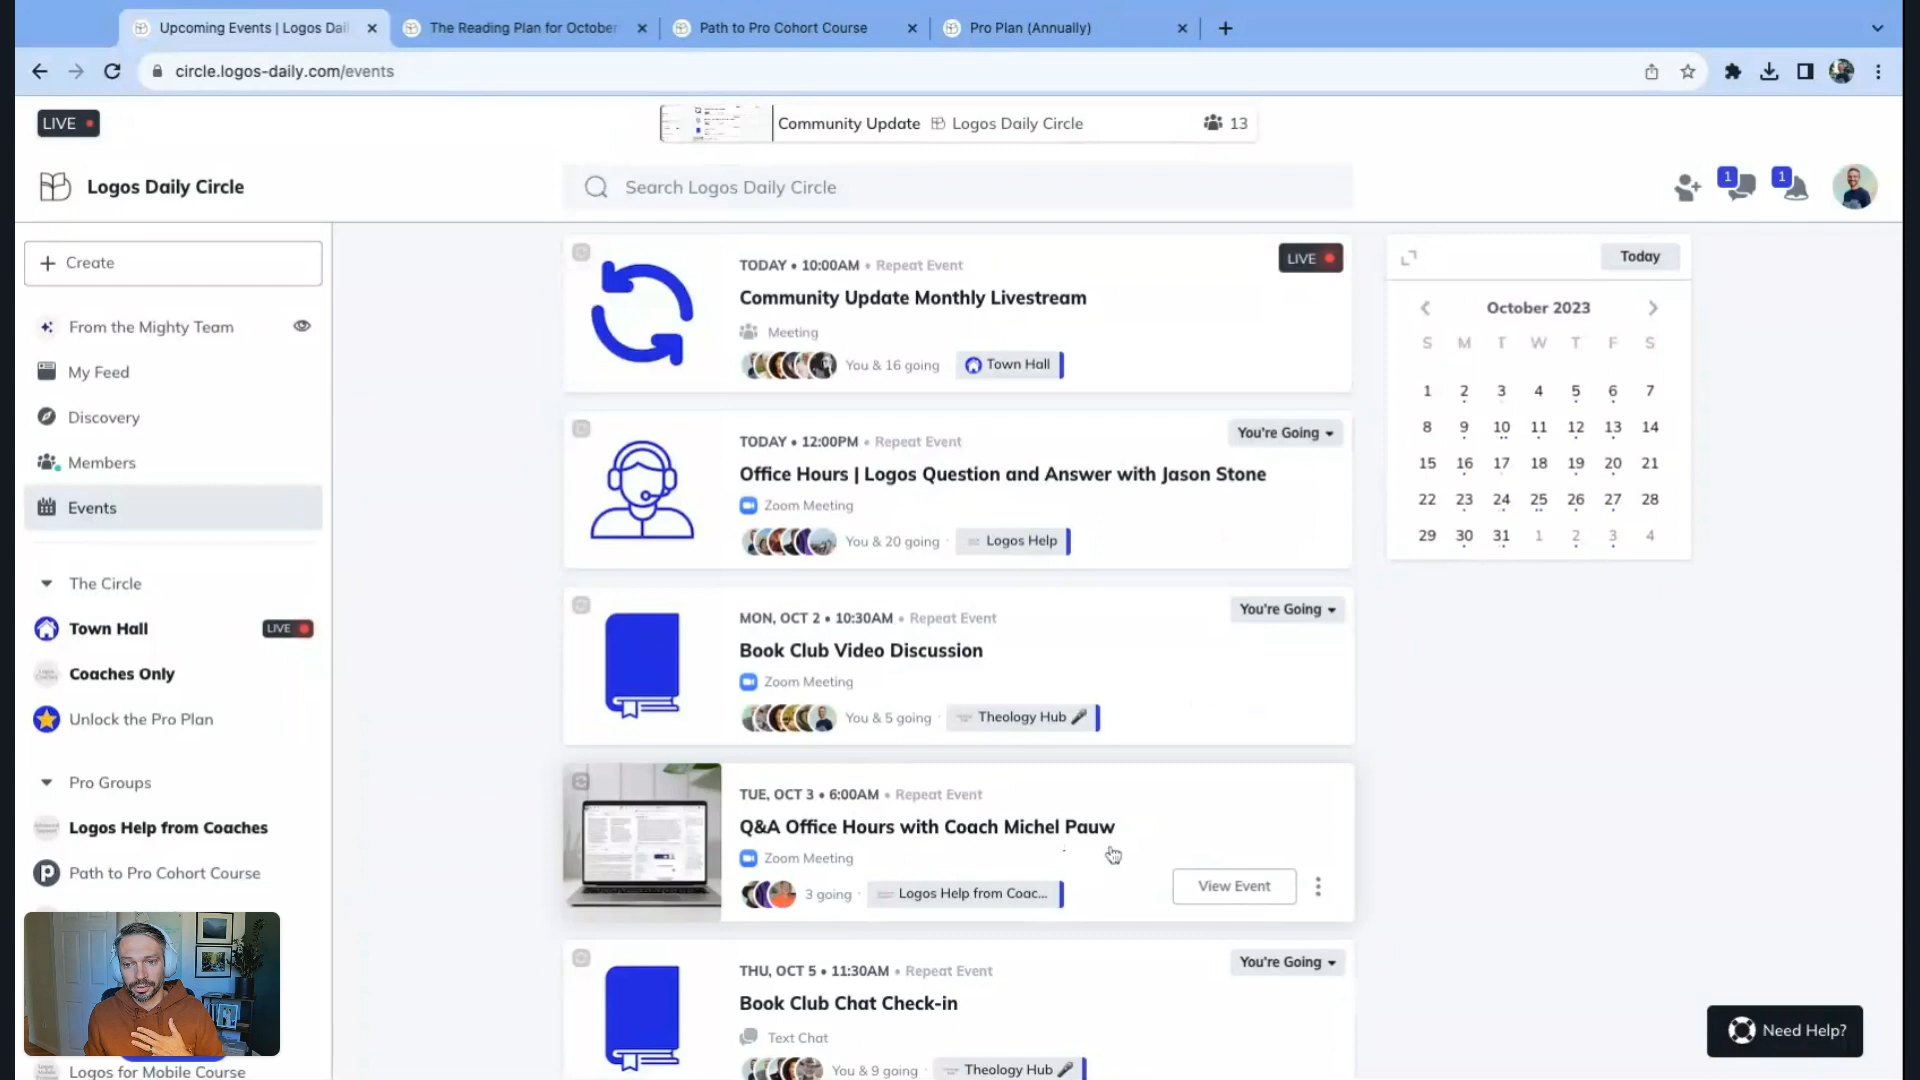 Upcoming Events | Logos Dail
The Reading Plan for October
Path to Pro Cohort Course
Pro Plan (Annually)
circle.logos-daily.com/events
LIVE
Community Update Logos Daily Circle 13
Logos Daily Circle
Search Logos Daily Circle
1
1
+ Create
From the Mighty Team
My Feed
Discovery
Members
Events
The Circle
Town Hall LIVE
Coaches Only
Unlock the Pro Plan
Pro Groups
Logos Help from Coaches
Path to Pro Cohort Course
Logos for Mobile Course
TODAY • 10:00AM • Repeat Event
LIVE
Community Update Monthly Livestream
Meeting
You & 16 going Town Hall
TODAY • 12:00PM • Repeat Event
You're Going
Office Hours | Logos Question and Answer with Jason Stone
Zoom Meeting
You & 20 going · Logos Help
MON, OCT 2 • 10:30AM • Repeat Event
You're Going
Book Club Video Discussion
Zoom Meeting
You & 5 going · Theology Hub
TUE, OCT 3 • 6:00AM • Repeat Event
Q&A Office Hours with Coach Michel Pauw
Zoom Meeting
3 going · Logos Help from Coac...
View Event
THU, OCT 5 • 11:30AM • Repeat Event
You're Going
Book Club Chat Check-in
Text Chat
You & 9 going · Theology Hub
Today
October 2023
S M T W T F S
1 2 3 4 5 6 7
8 9 10 11 12 13 14
15 16 17 18 19 20 21
22 23 24 25 26 27 28
29 30 31 1 2 3 4
Need Help?